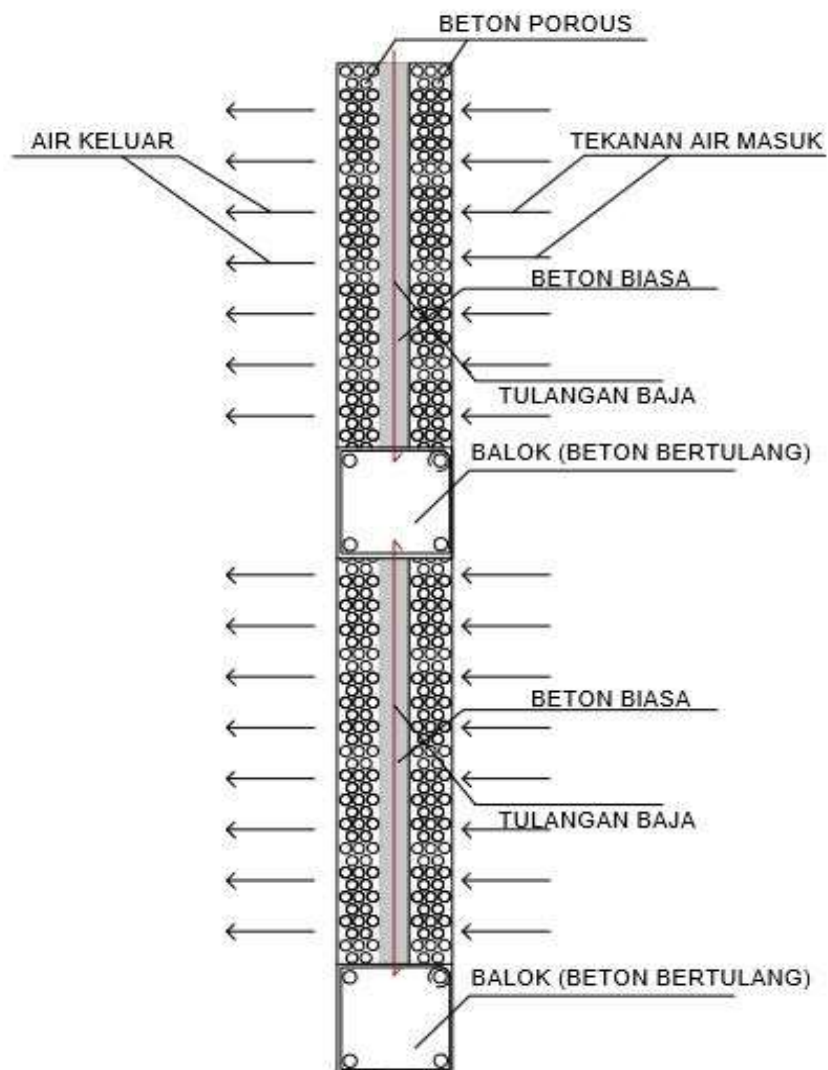 BETON POROUS
AIR KELUAR
TEKANAN AIR MASUK
BETON BIASA
TULANGAN BAJA
BALOK (BETON BERTULANG)
BETON BIASA
TULANGAN BAJA
BALOK (BETON BERTULANG)